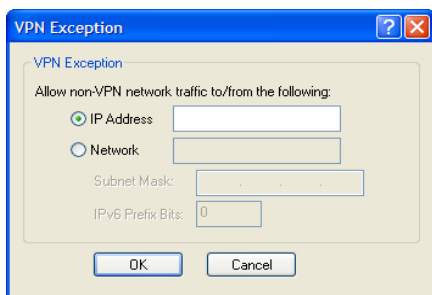 VPN Exception
VPN Exception
Allow non-VPN network traffic to/from the following:
IP Address
Network
Subnet Mask: . . .
IPv6 Prefix Bits: 0
OK Cancel